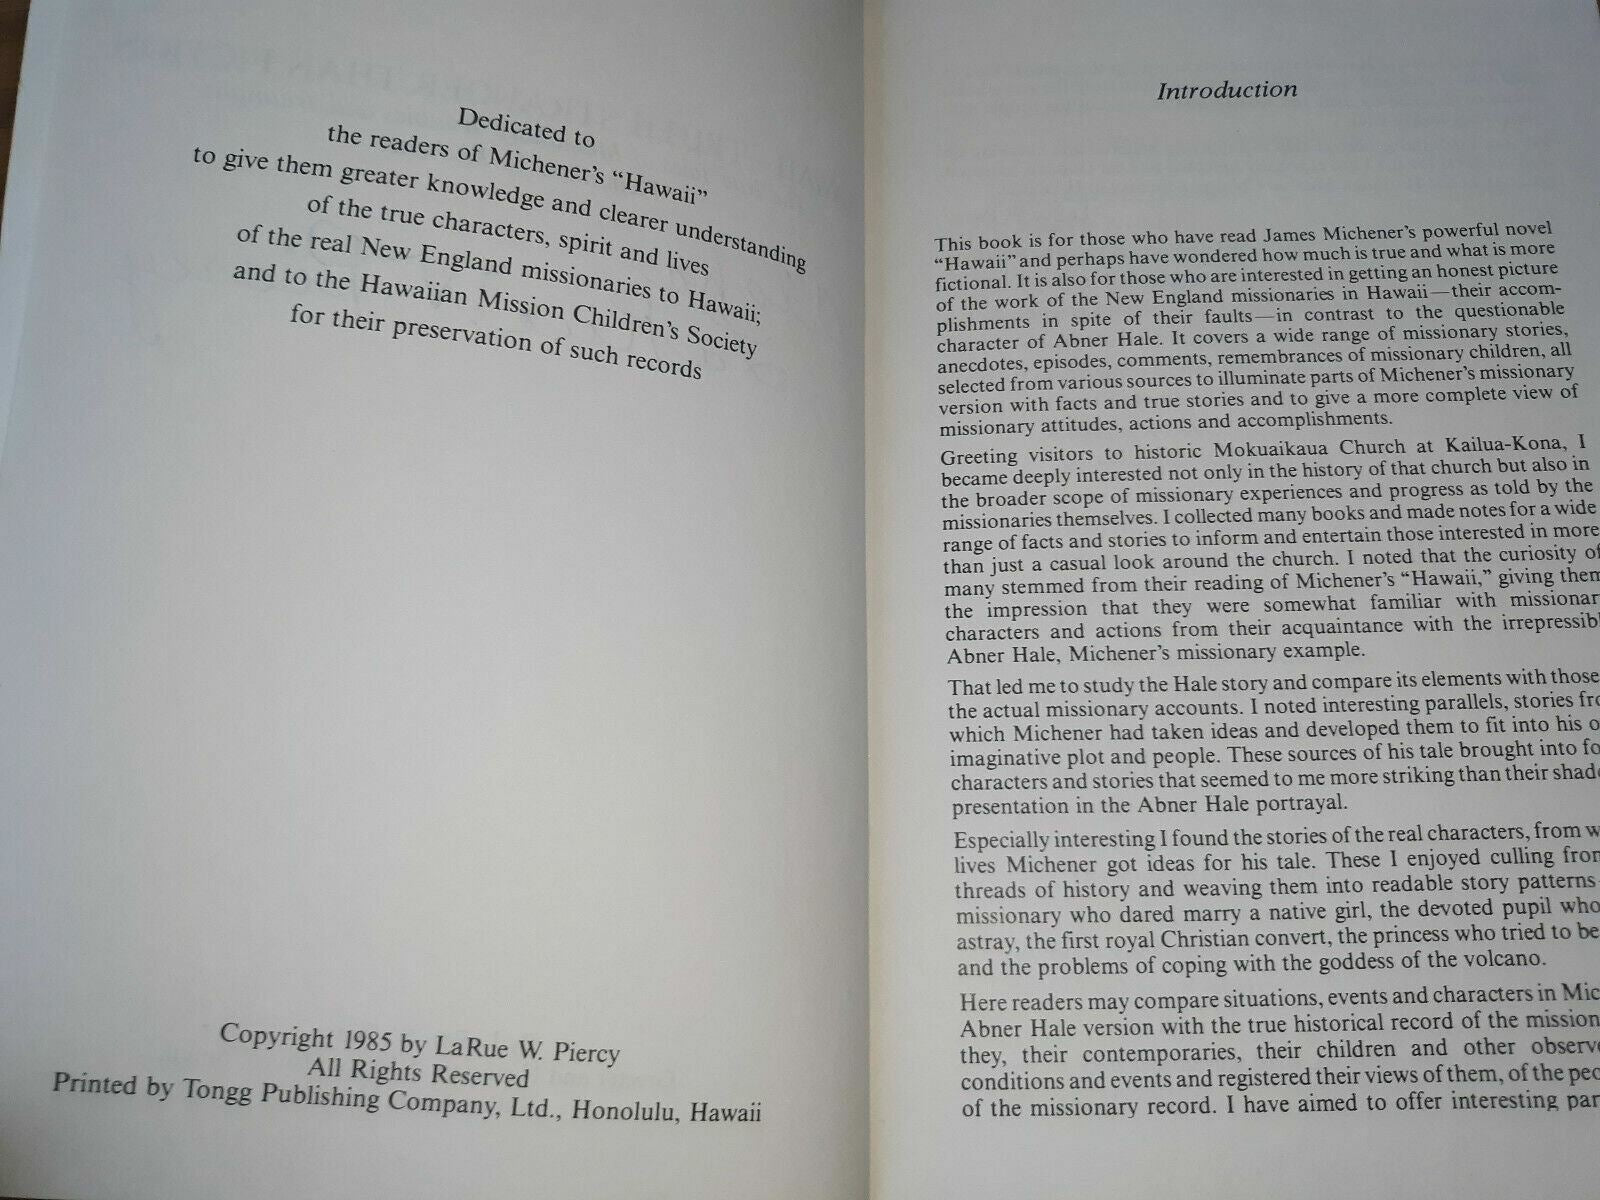 Dedicated to
the readers of Michener's "Hawaii"
to give them greater knowledge and clearer understanding
of the true characters, spirit and lives
of the real New England missionaries to Hawaii;
and to the Hawaiian Mission Children's Society
for their preservation of such records
Copyright 1985 by LaRue W. Piercy
All Rights Reserved
Printed by Tongg Publishing Company, Ltd., Honolulu, Hawaii
Introduction
This book is for those who have read James Michener's powerful novel
"Hawaii" and perhaps have wondered how much is true and what is more
fictional. It is also for those who are interested in getting an honest picture
of the work of the New England missionaries in Hawaii—their accom-
plishments in spite of their faults—in contrast to the questionable
character of Abner Hale. It covers a wide range of missionary stories,
anecdotes, episodes, comments, remembrances of missionary children, all
selected from various sources to illuminate parts of Michener's missionary
version with facts and true stories and to give a more complete view of
missionary attitudes, actions and accomplishments.
Greeting visitors to historic Mokuaikaua Church at Kailua-Kona, I
became deeply interested not only in the history of that church but also in
the broader scope of missionary experiences and progress as told by the
missionaries themselves. I collected many books and made notes for a wide
range of facts and stories to inform and entertain those interested in more
than just a casual look around the church. I noted that the curiosity of
many stemmed from their reading of Michener's "Hawaii," giving them
the impression that they were somewhat familiar with missionar
characters and actions from their acquaintance with the irrepressibl
Abner Hale, Michener's missionary example.
That led me to study the Hale story and compare its elements with those
the actual missionary accounts. I noted interesting parallels, stories fro
which Michener had taken ideas and developed them to fit into his o
imaginative plot and people. These sources of his tale brought into fo
characters and stories that seemed to me more striking than their shad
presentation in the Abner Hale portrayal.
Especially interesting I found the stories of the real characters, from w
lives Michener got ideas for his tale. These I enjoyed culling from
threads of history and weaving them into readable story patterns-
missionary who dared marry a native girl, the devoted pupil who
astray, the first royal Christian convert, the princess who tried to be
and the problems of coping with the goddess of the volcano.
Here readers may compare situations, events and characters in Mic
Abner Hale version with the true historical record of the mission
they, their contemporaries, their children and other observe
conditions and events and registered their views of them, of the peo
of the missionary record. I have aimed to offer interesting par